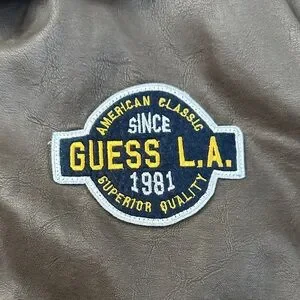 AMERICAN CLASSIC
SINCE
GUESS L.A.
1981
SUPERIOR QUALITY